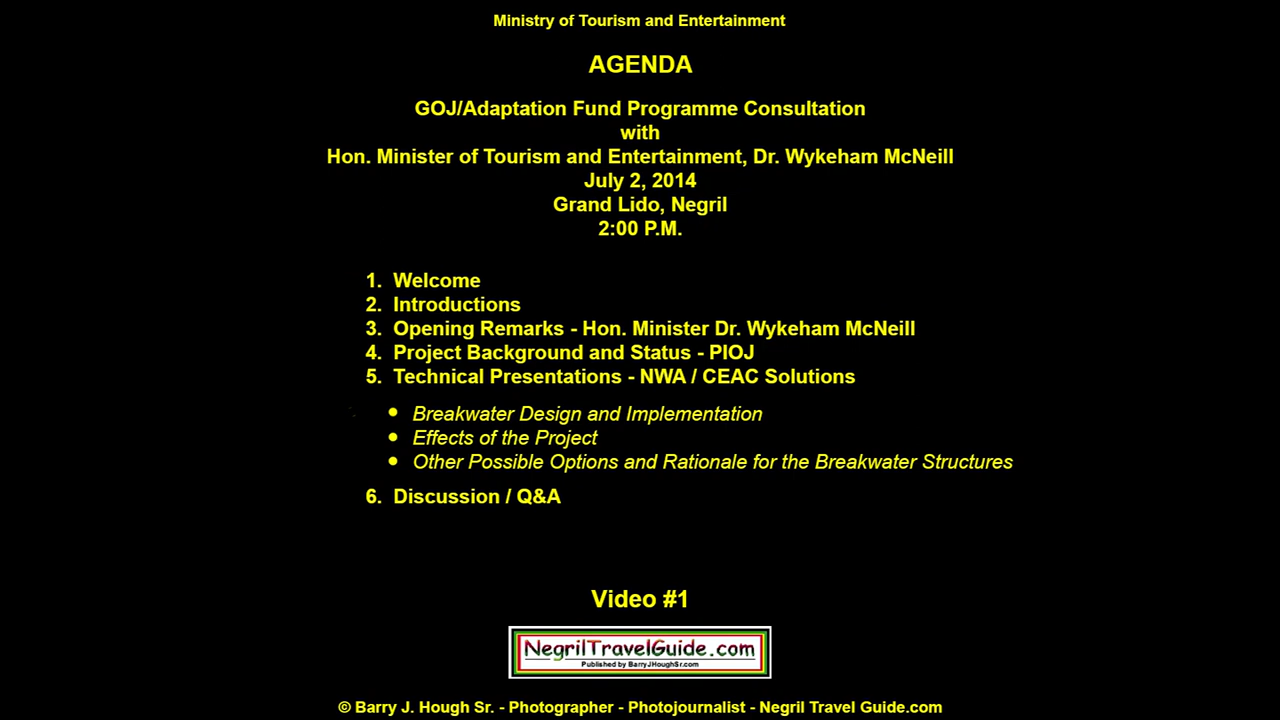 Ministry of Tourism and Entertainment
AGENDA
GOJ/Adaptation Fund Programme Consultation
with
Hon. Minister of Tourism and Entertainment, Dr. Wykeham McNeill
July 2, 2014
Grand Lido, Negril
2:00 P.M.
1. Welcome
2. Introductions
3. Opening Remarks - Hon. Minister Dr. Wykeham McNeill
4. Project Background and Status - PIOJ
5. Technical Presentations - NWA / CEAC Solutions
• Breakwater Design and Implementation
• Effects of the Project
• Other Possible Options and Rationale for the Breakwater Structures
6. Discussion / Q&A
Video #1
NegrilTravelGuide.com
Published by BarryJHoughSr.com
© Barry J. Hough Sr. - Photographer - Photojournalist - Negril Travel Guide.com